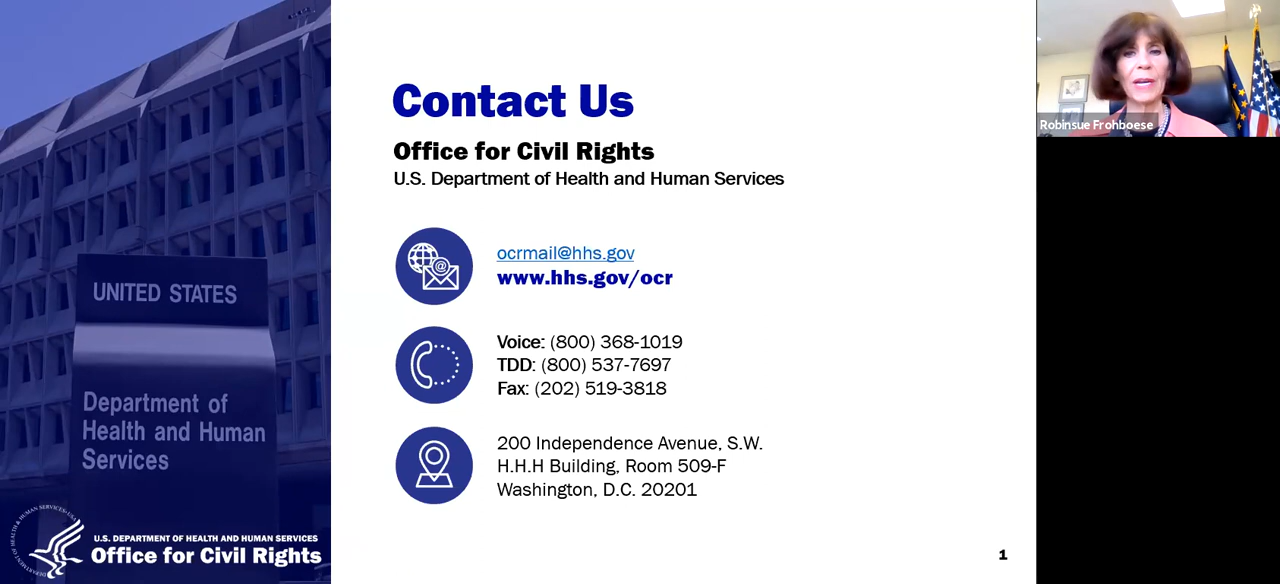 UNITED STATES
Department of
Health and Human
Services
U.S. DEPARTMENT OF HEALTH AND HUMAN SERVICES
Office for Civil Rights
Contact Us
Office for Civil Rights
U.S. Department of Health and Human Services
@
ocrmail@hhs.gov
www.hhs.gov/ocr
Voice: (800) 368-1019
TDD: (800) 537-7697
Fax: (202) 519-3818
200 Independence Avenue, S.W.
H.H.H Building, Room 509-F
Washington, D.C. 20201
1
Robinsue Frohboese